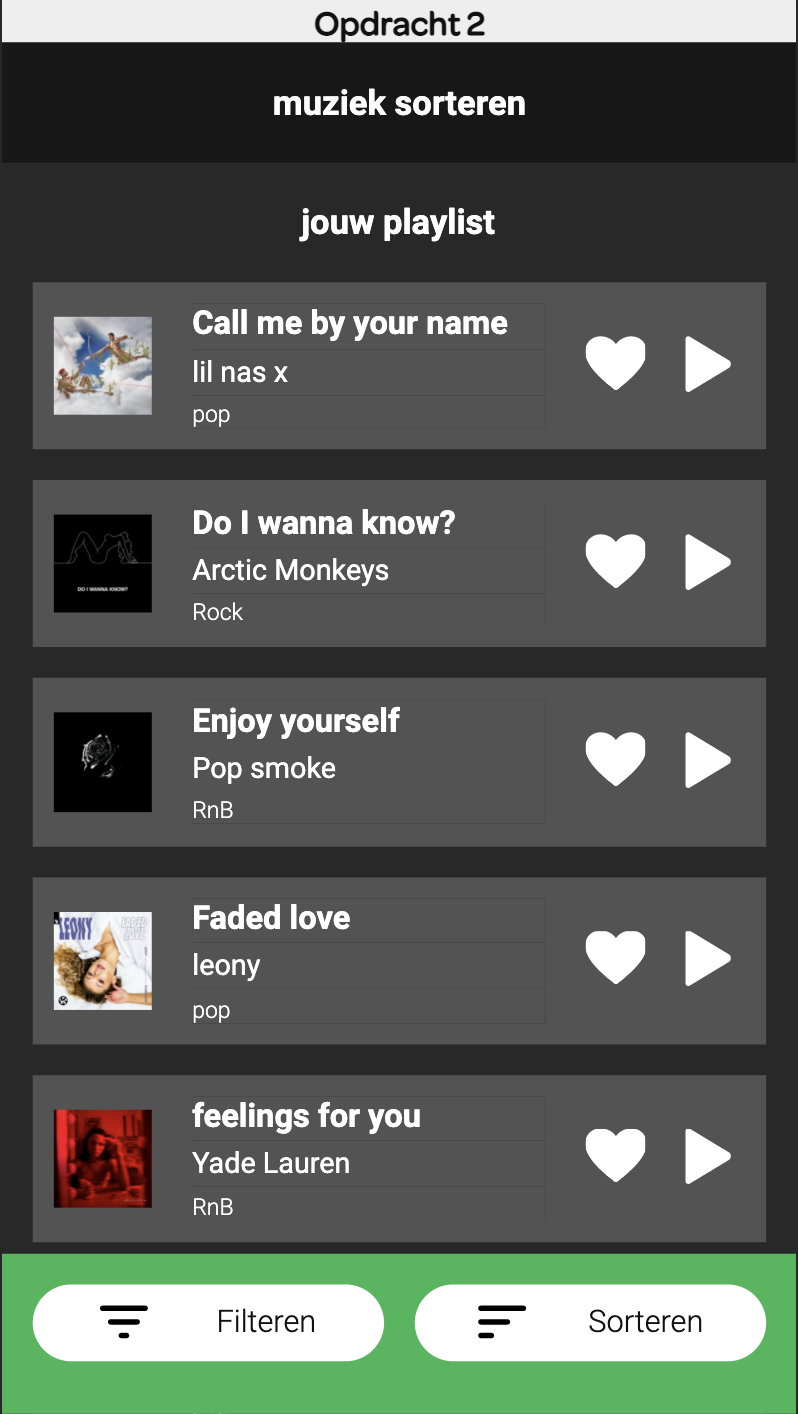 Opdracht 2
muziek sorteren
jouw playlist
Call me by your name
lil nas x
pop
DO I WANNA KNOW?
Do I wanna know?
Arctic Monkeys
Rock
Enjoy yourself
Pop smoke
RnB
LEONY
FADED
LOVE
Faded love
leony
pop
feelings for you
Yade Lauren
RnB
Filteren
Sorteren